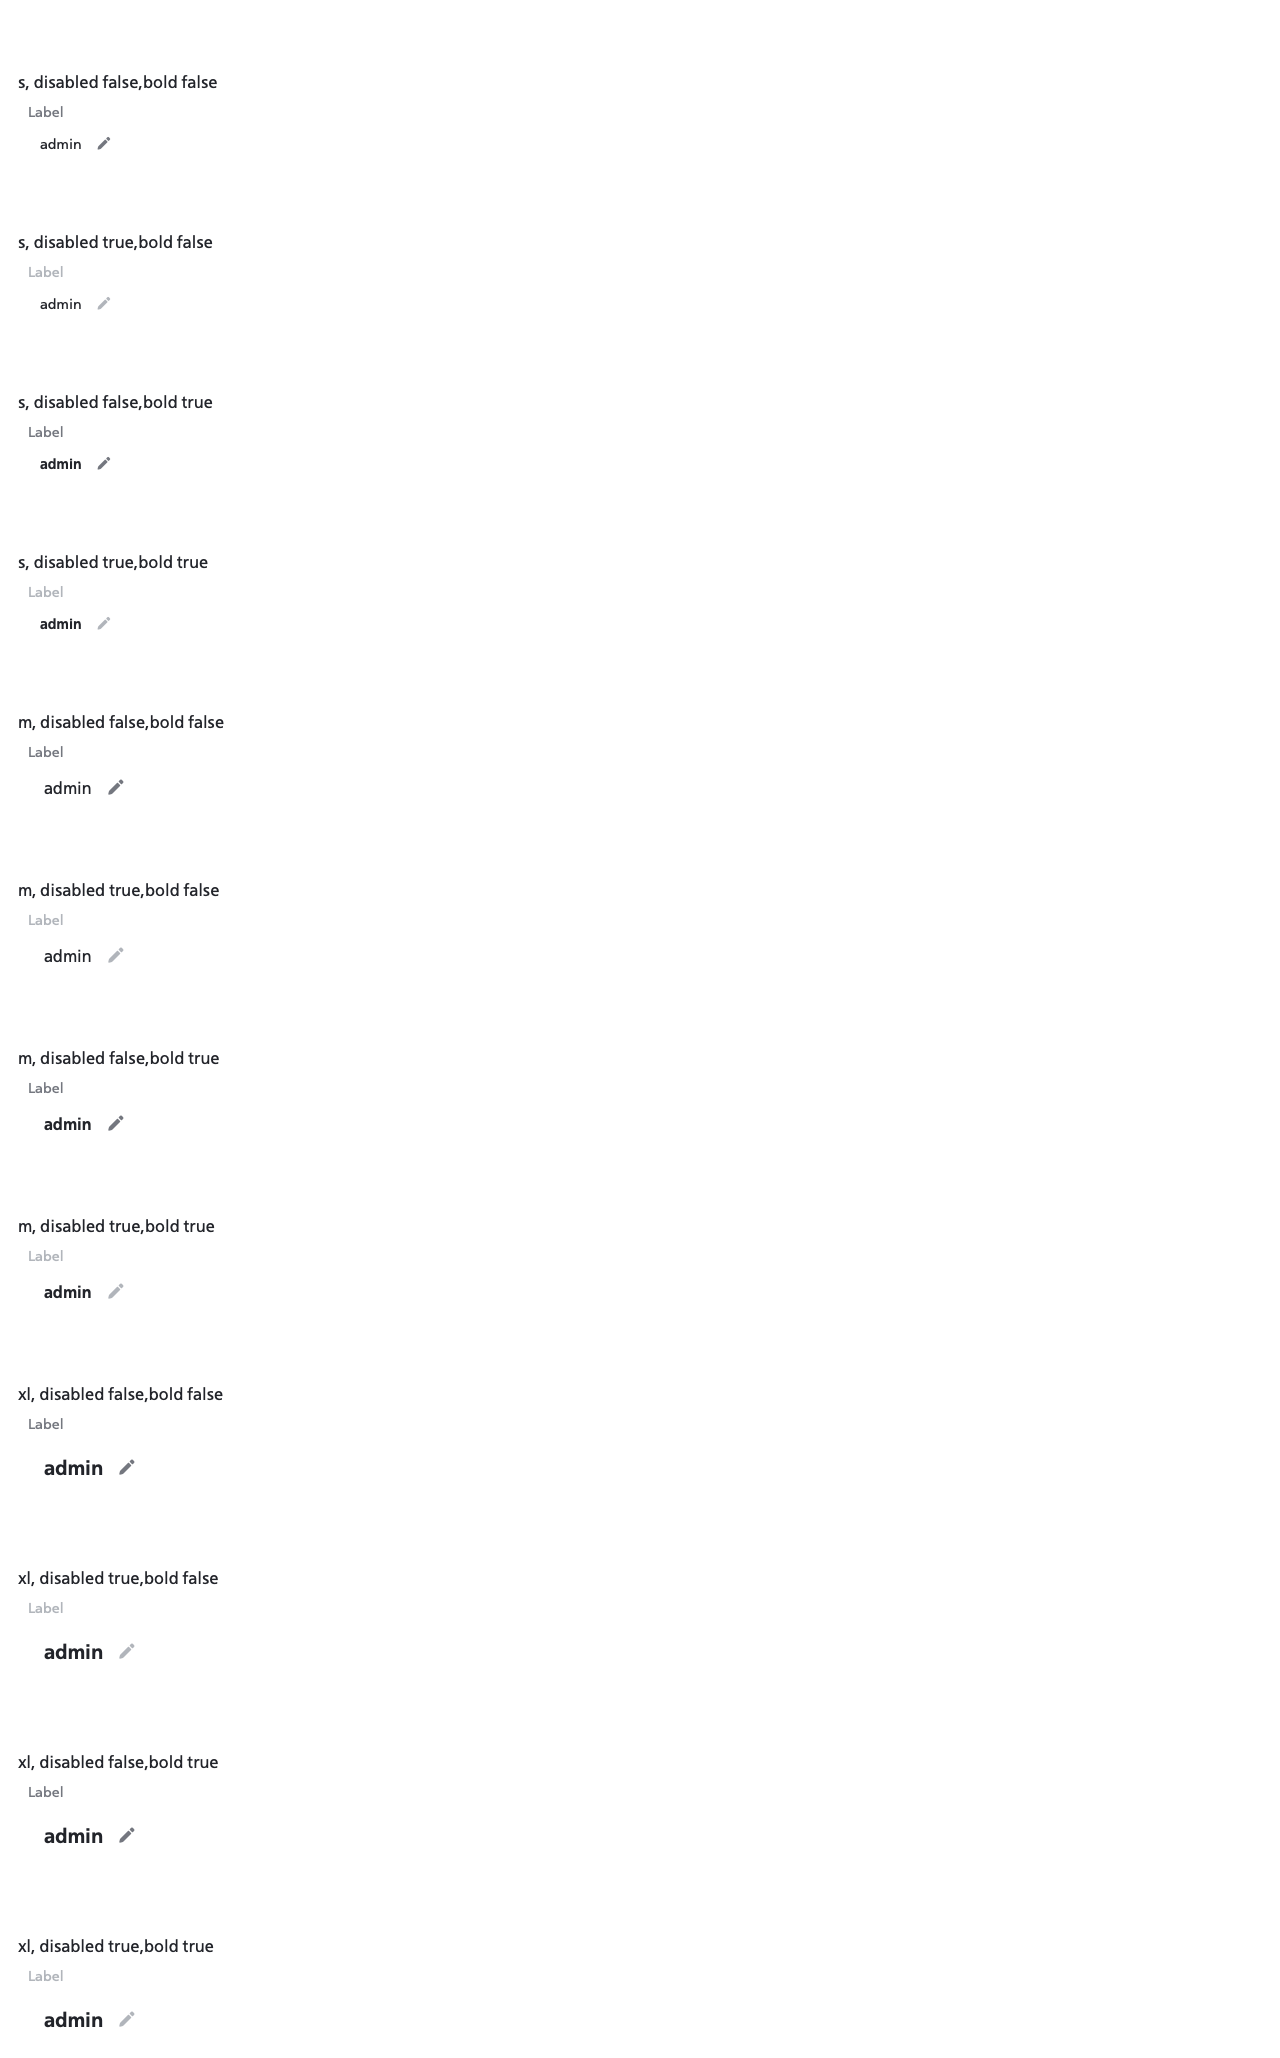 s, disabled false,bold false
Label
admin
s, disabled true,bold false
Label
admin
s, disabled false,bold true
Label
admin
s, disabled true,bold true
Label
admin
m, disabled false,bold false
Label
admin
m, disabled true,bold false
Label
admin
m, disabled false,bold true
Label
admin
m, disabled true,bold true
Label
admin
xl, disabled false,bold false
Label
admin
xl, disabled true,bold false
Label
admin
xl, disabled false,bold true
Label
admin
xl, disabled true,bold true
Label
admin